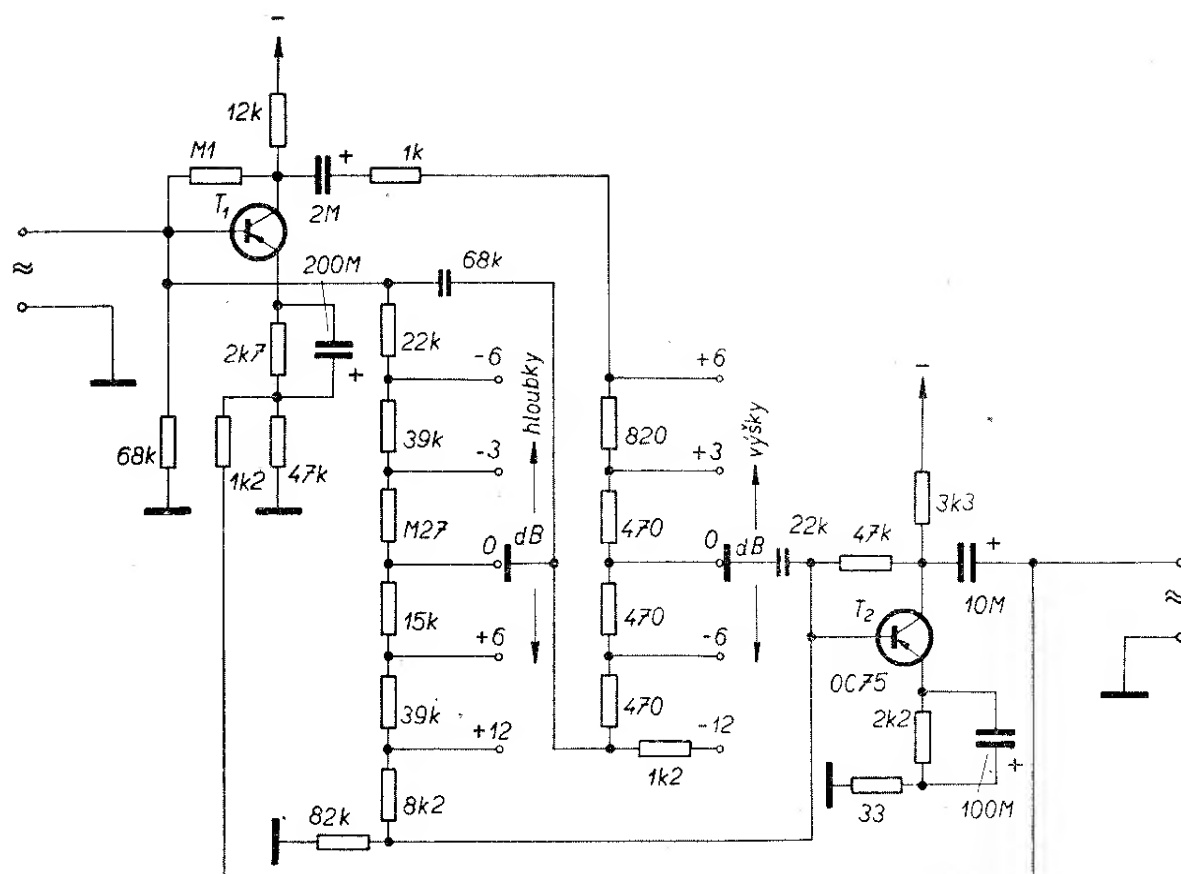 −
12k
M1
+
1k
T1
2M
≈
200M
68k
22k
-6
+6
−
2k7
+
hloubky
výšky
39k
820
-3
+3
68k
1k2
47k
3k3
M27
470
22k
47k
0
dB
0
dB
+
15k
470
T2
10M
≈
+6
-6
OC75
39k
470
2k2
+12
-12
1k2
+
8k2
33
100M
82k